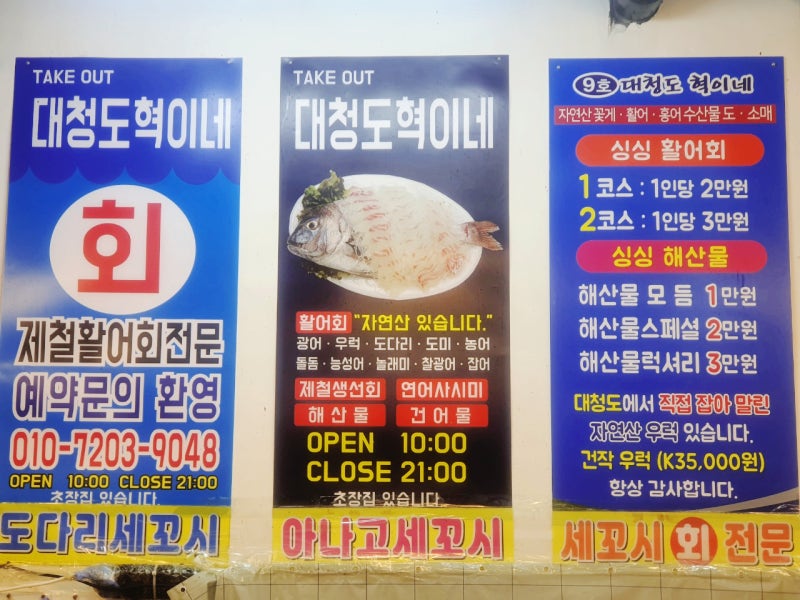 TAKE OUT
대청도혁이네
회
제철활어회전문
예약문의 환영
010-7203-9048
OPEN 10:00 CLOSE 21:00
초장집 있습니다.
도다리세꼬시
TAKE OUT
대청도혁이네
활어회 "자연산 있습니다."
광어·우럭·도다리·도미·농어
돌돔·능성어·놀래미·찰광어·잡어
제철생선회 연어사시미
해산물 건어물
OPEN 10:00
CLOSE 21:00
초장집 있습니다.
아나고세꼬시
9호 대청도 혁이네
자연산 꽃게·활어·홍어 수산물 도·소매
싱싱 활어회
1코스 : 1인당 2만원
2코스 : 1인당 3만원
싱싱 해산물
해산물 모듬 1만원
해산물스페셜 2만원
해산물럭셔리 3만원
대청도에서 직접 잡아 말린
자연산 우럭 있습니다.
건작 우럭 (K35,000원)
항상 감사합니다.
세꼬시 회 전문